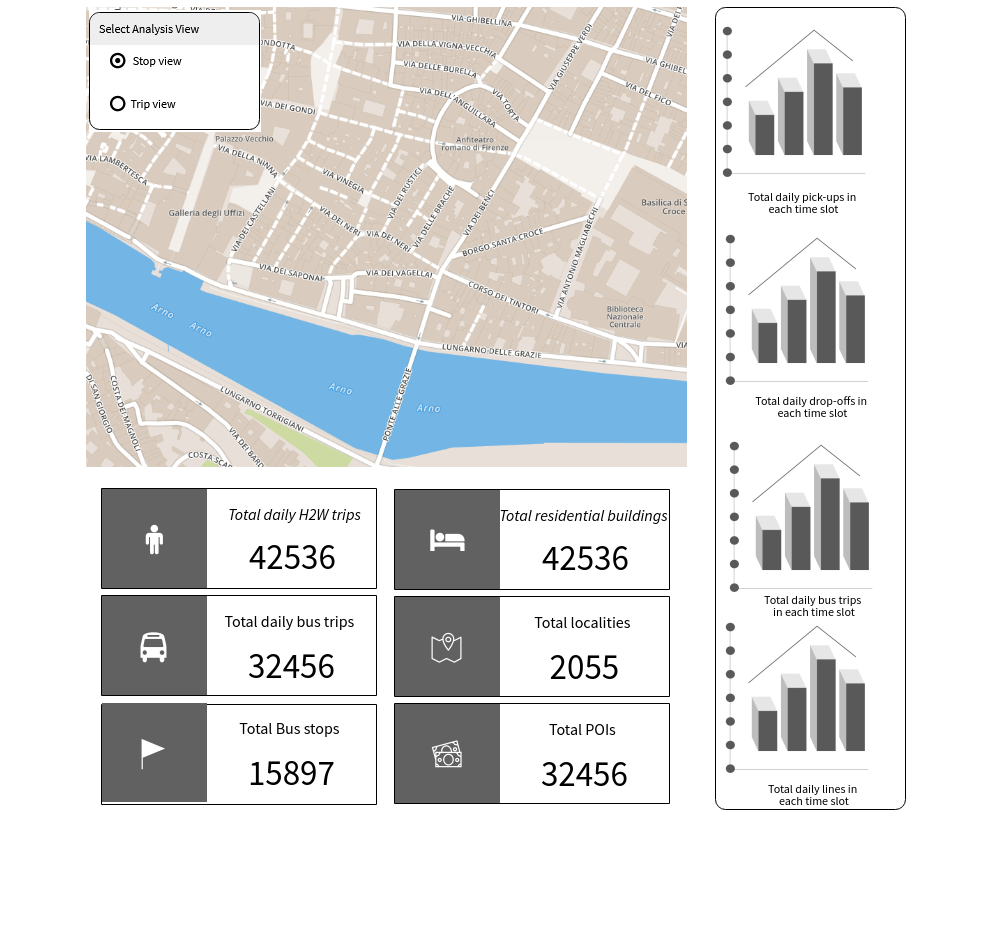 Select Analysis View
Stop view
Trip view
VIA GHIBELLINA
VIA GIUSEPPE VERDI
VIA DELLA VIGNA VECCHIA
VIA DELLE BURELLA
VIA DEL FICO
VIA DELL'ANGUILLARA
VIA TORTA
VIA DEI GONDI
Palazzo Vecchio
VIA DELLA NINNA
Anfiteatro
romano di Firenze
VIA LAMBERTESCA
VIA VINEGIA
VIA DEI RUSTICI
VIA DELLE BRACHE
VIA DEI BENCI
Galleria degli Uffizi
VIA DEI CASTELLANI
VIA DEI NERI
VIA DEI NERI
Basilica di S
Croce
BORGO SANTA CROCE
VIA ANTONIO MAGLIABECHI
VIA DEI SAPONAI
VIA DEI VAGELLAI
CORSO DEI TINTORI
Biblioteca
Nazionale
Centrale
Arno
Arno
LUNGARNO DELLE GRAZIE
VIA
Arno
Arno
PONTE ALLE GRAZIE
LUNGARNO TORRIGIANI
DI SAN GIORGIO
COSTA DEI MAGNOLI
VIA DEI BARD
COSTA SCAR
Total daily H2W trips
42536
Total residential buildings
42536
Total daily bus trips
32456
Total localities
2055
Total Bus stops
15897
Total POIs
32456
Total daily pick-ups in
each time slot
Total daily drop-offs in
each time slot
Total daily bus trips
in each time slot
Total daily lines in
each time slot